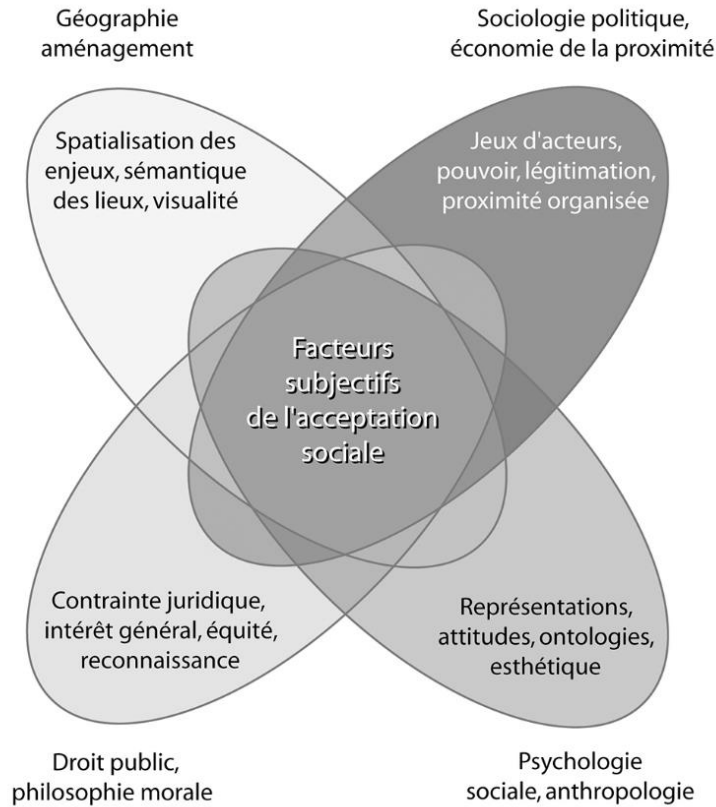 Géographie
aménagement
Sociologie politique,
économie de la proximité
Spatialisation des
enjeux, sémantique
des lieux, visualité
Jeux d'acteurs,
pouvoir, légitimation,
proximité organisée
Facteurs
subjectifs
de l'acceptation
sociale
Contrainte juridique,
intérêt général, équité,
reconnaissance
Représentations,
attitudes, ontologies,
esthétique
Droit public,
philosophie morale
Psychologie
sociale, anthropologie